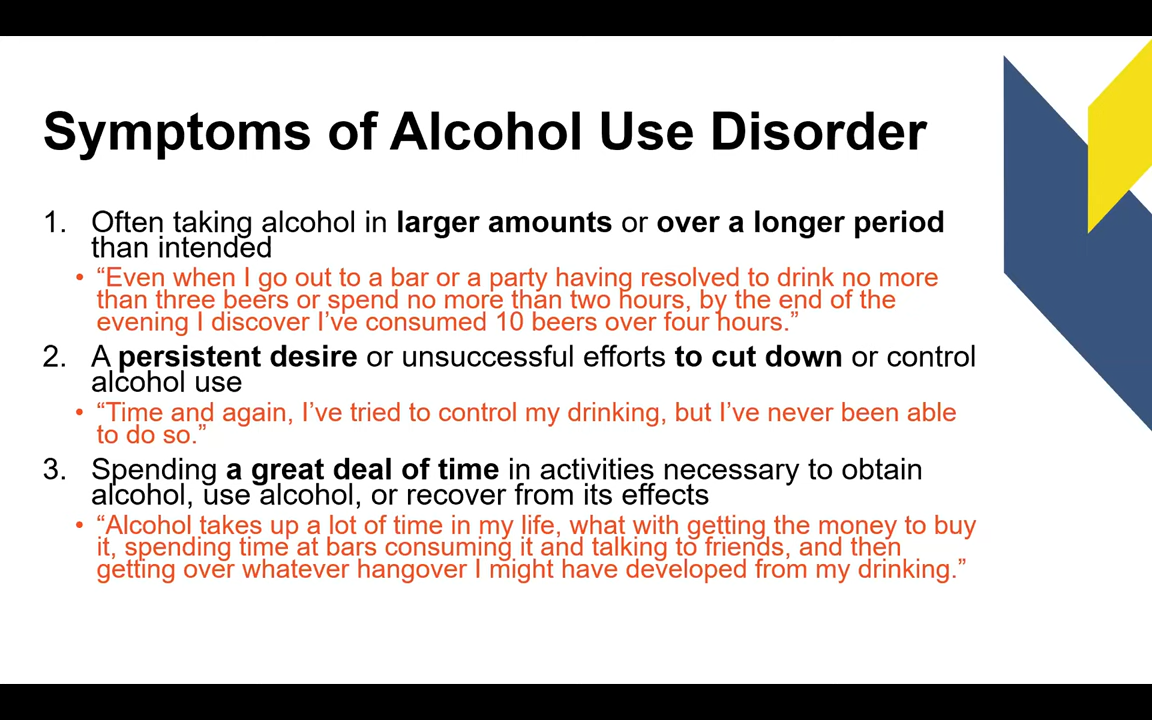 Symptoms of Alcohol Use Disorder
1. Often taking alcohol in larger amounts or over a longer period
than intended
• “Even when I go out to a bar or a party having resolved to drink no more
than three beers or spend no more than two hours, by the end of the
evening I discover I’ve consumed 10 beers over four hours.”
2. A persistent desire or unsuccessful efforts to cut down or control
alcohol use
• “Time and again, I’ve tried to control my drinking, but I’ve never been able
to do so.”
3. Spending a great deal of time in activities necessary to obtain
alcohol, use alcohol, or recover from its effects
• “Alcohol takes up a lot of time in my life, what with getting the money to buy
it, spending time at bars consuming it and talking to friends, and then
getting over whatever hangover I might have developed from my drinking.”